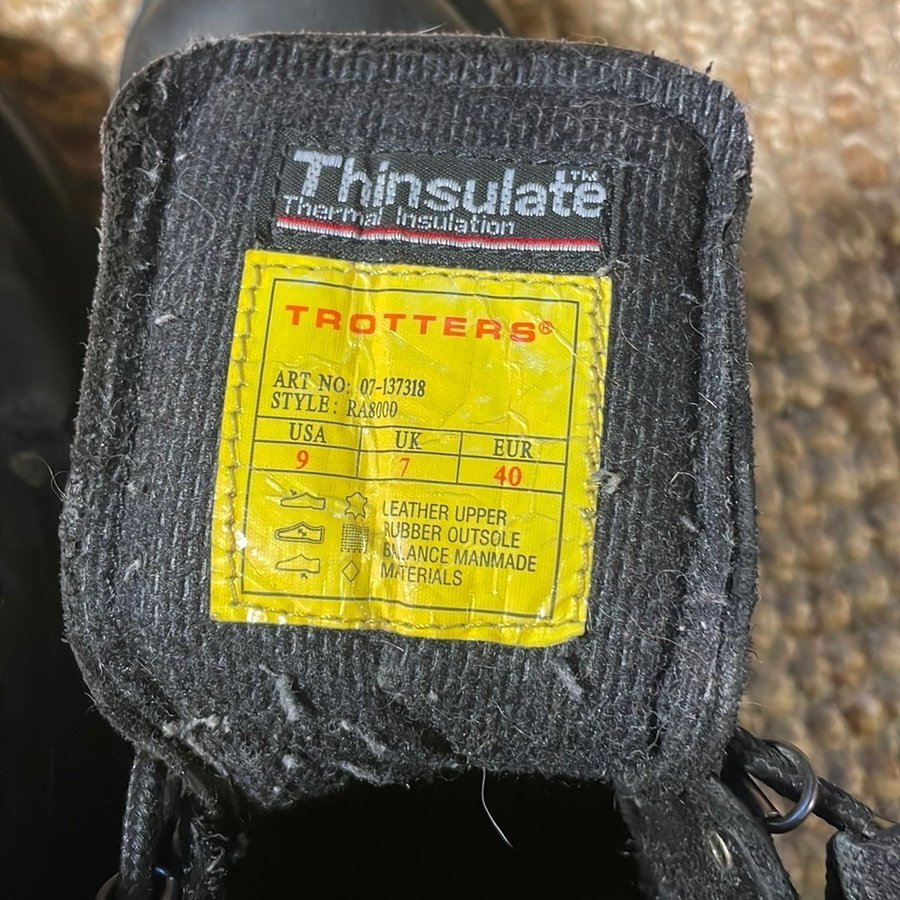 Thinsulate™
Thermal Insulation
TROTTERS®
ART NO: 07-137318
STYLE: RA8000
USA UK EUR
9 7 40
LEATHER UPPER
RUBBER OUTSOLE
BALANCE MANMADE
MATERIALS